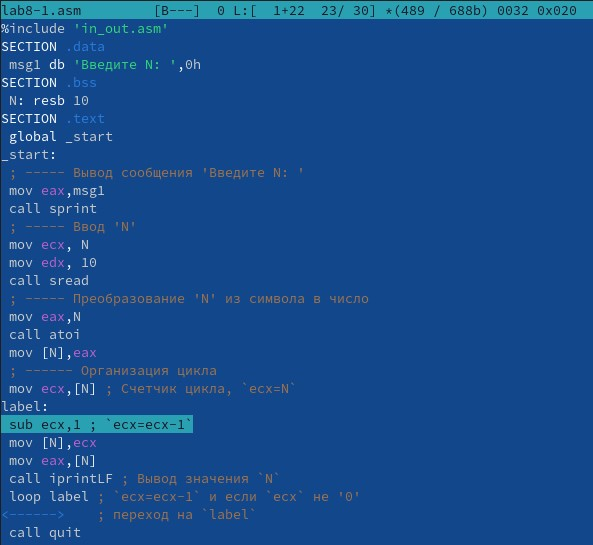 lab8-1.asm [B---] 0 L:[ 1+22 23/ 30] *(489 / 688b) 0032 0x020
%include 'in_out.asm'
SECTION .data
msg1 db 'Введите N: ',0h
SECTION .bss
N: resb 10
SECTION .text
global _start
_start:
; ----- Вывод сообщения 'Введите N: '
mov eax,msg1
call sprint
; ----- Ввод 'N'
mov ecx, N
mov edx, 10
call sread
; ----- Преобразование 'N' из символа в число
mov eax,N
call atoi
mov [N],eax
; ------ Организация цикла
mov ecx,[N] ; Счетчик цикла, `ecx=N`
label:
sub ecx,1 ; `ecx=ecx-1`
mov [N],ecx
mov eax,[N]
call iprintLF ; Вывод значения `N`
loop label ; `ecx=ecx-1` и если `ecx` не '0'
<------> ; переход на `label`
call quit